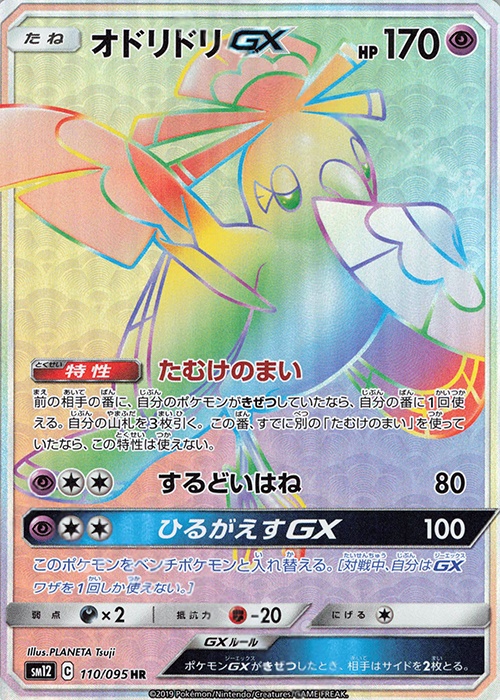 たね オドリドリGX HP170
とくせい 特性 たむけのまい
前の相手の番に、自分のポケモンがきぜつしていたなら、自分の番に1回使
える。自分の山札を3枚引く。この番、すでに別の「たむけのまい」を使って
いたなら、この特性は使えない。
するどいはね 80
ひるがえすGX 100
このポケモンをベンチポケモンと入れ替える。[対戦中、自分はGX
ワザを1回しか使えない。]
弱点 ×2 抵抗力 -20 にげる
Illus.PLANETA Tsuji
GXルール
sm12 C 110/095 HR
ポケモンGXがきぜつしたとき、相手はサイドを2枚とる。
©2019 Pokémon/Nintendo/Creatures/GAME FREAK.